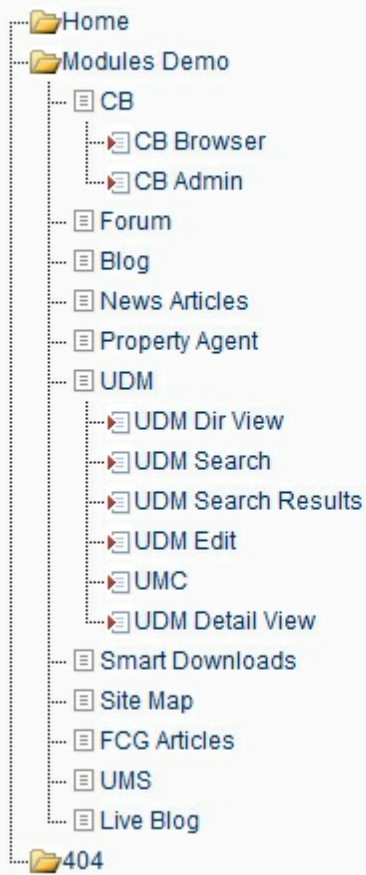 Home
Modules Demo
CB
CB Browser
CB Admin
Forum
Blog
News Articles
Property Agent
UDM
UDM Dir View
UDM Search
UDM Search Results
UDM Edit
UMC
UDM Detail View
Smart Downloads
Site Map
FCG Articles
UMS
Live Blog
404